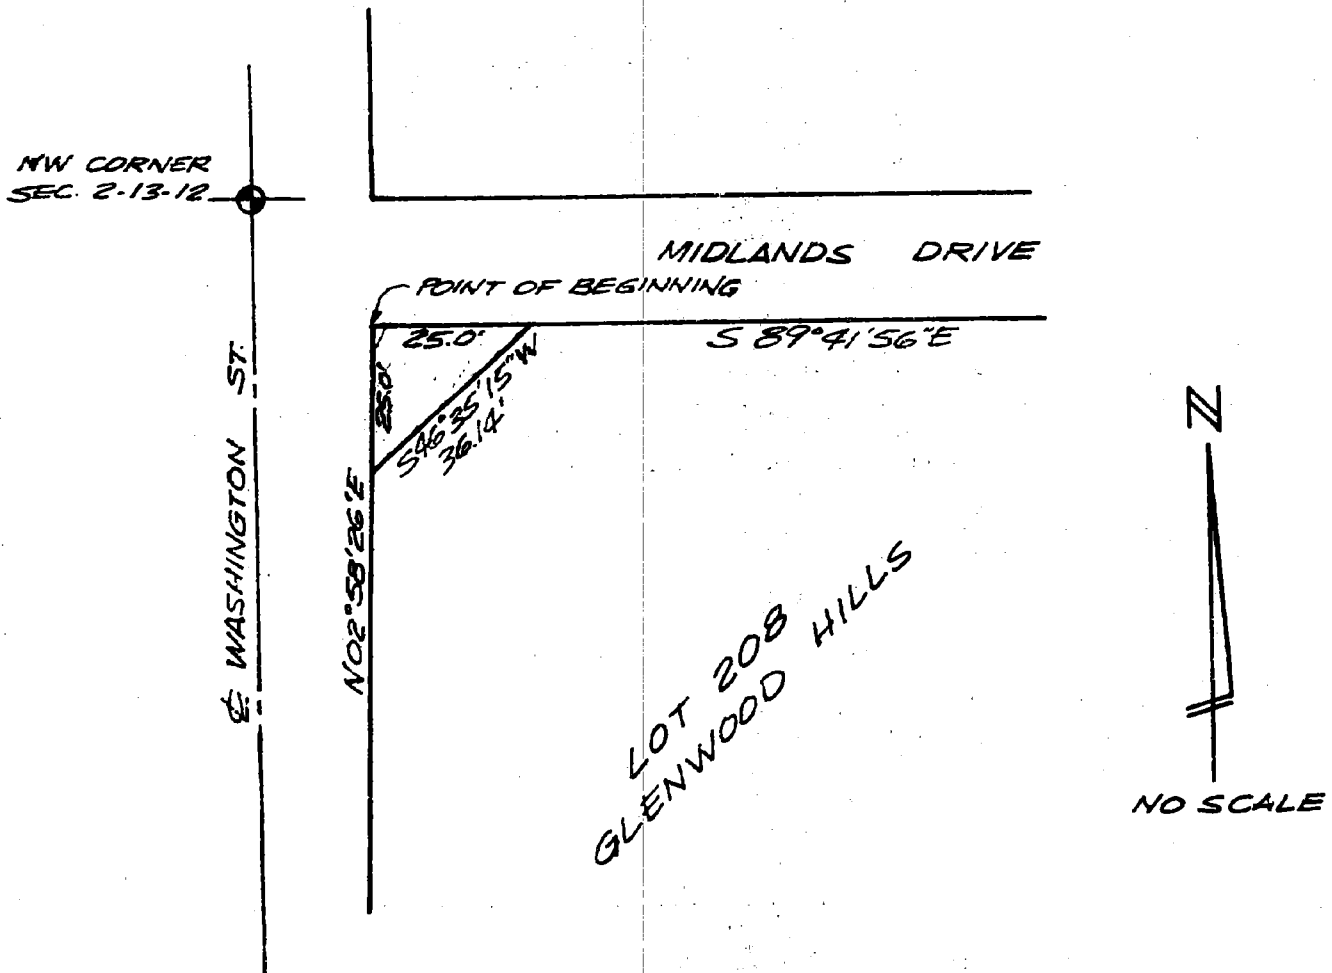 NW CORNER
SEC. 2-13-12
MIDLANDS DRIVE
POINT OF BEGINNING
25.0'
S 89°41'56"E
25.0'
S46°35'15"W
36.14'
℄ WASHINGTON ST.
N02°58'26"E
N
LOT 208
GLENWOOD HILLS
NO SCALE